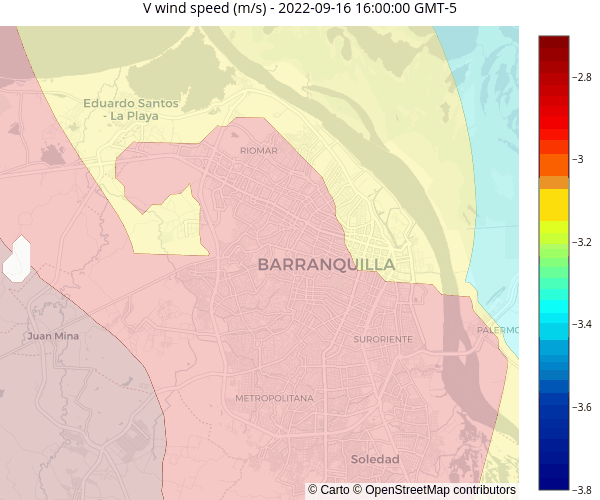 V wind speed (m/s) - 2022-09-16 16:00:00 GMT-5
Eduardo Santos
- La Playa
RIOMAR
BARRANQUILLA
SURORIENTE
PALERMO
Juan Mina
METROPOLITANA
Soledad
© Carto © OpenStreetMap contributors
−2.8
−3
−3.2
−3.4
−3.6
−3.8